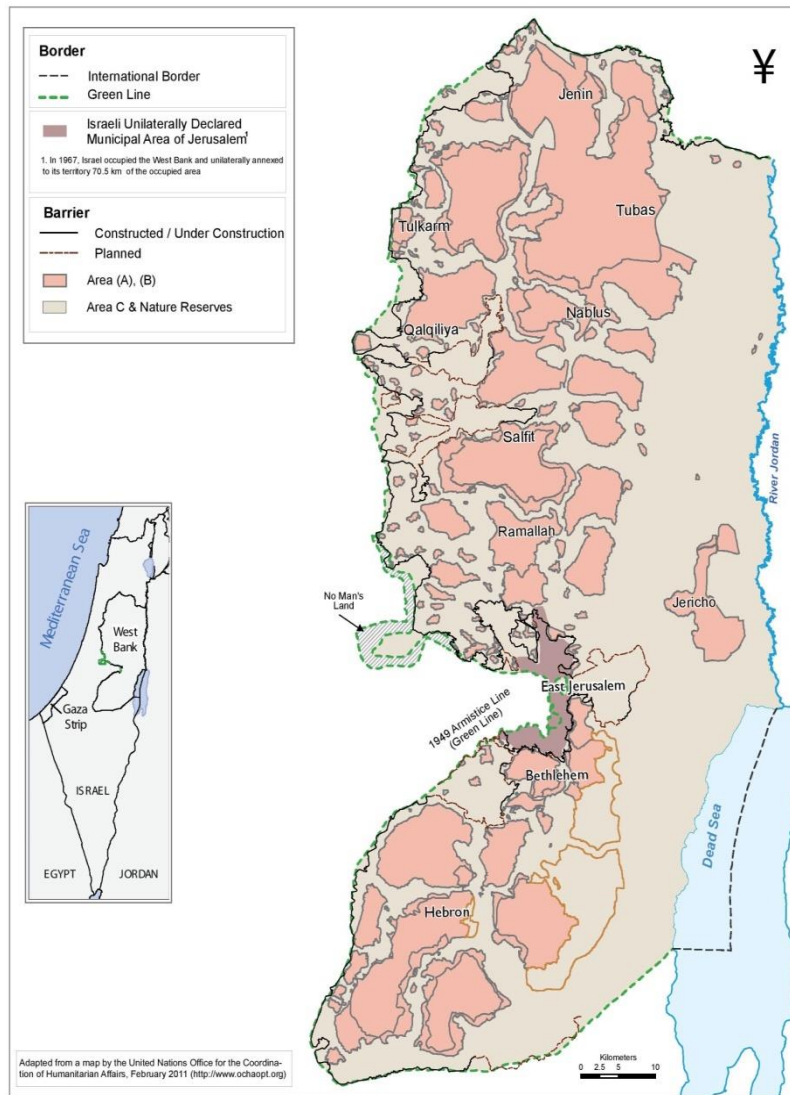 Border
International Border
Green Line
Israeli Unilaterally Declared
Municipal Area of Jerusalem¹
1. In 1967, Israel occupied the West Bank and unilaterally annexed
to its territory 70.5 km of the occupied area
Barrier
Constructed / Under Construction
Planned
Area (A), (B)
Area C & Nature Reserves
¥
Jenin
Tubas
Tulkarm
Nablus
Qalqiliya
Salfit
River Jordan
Ramallah
Jericho
No Man's
Land
East Jerusalem
1949 Armistice Line
(Green Line)
Bethlehem
Dead Sea
Hebron
Mediterranean Sea
West
Bank
Gaza
Strip
ISRAEL
EGYPT
JORDAN
Kilometers
0 2.5 5 10
Adapted from a map by the United Nations Office for the Coordina-
tion of Humanitarian Affairs, February 2011 (http://www.ochaopt.org)